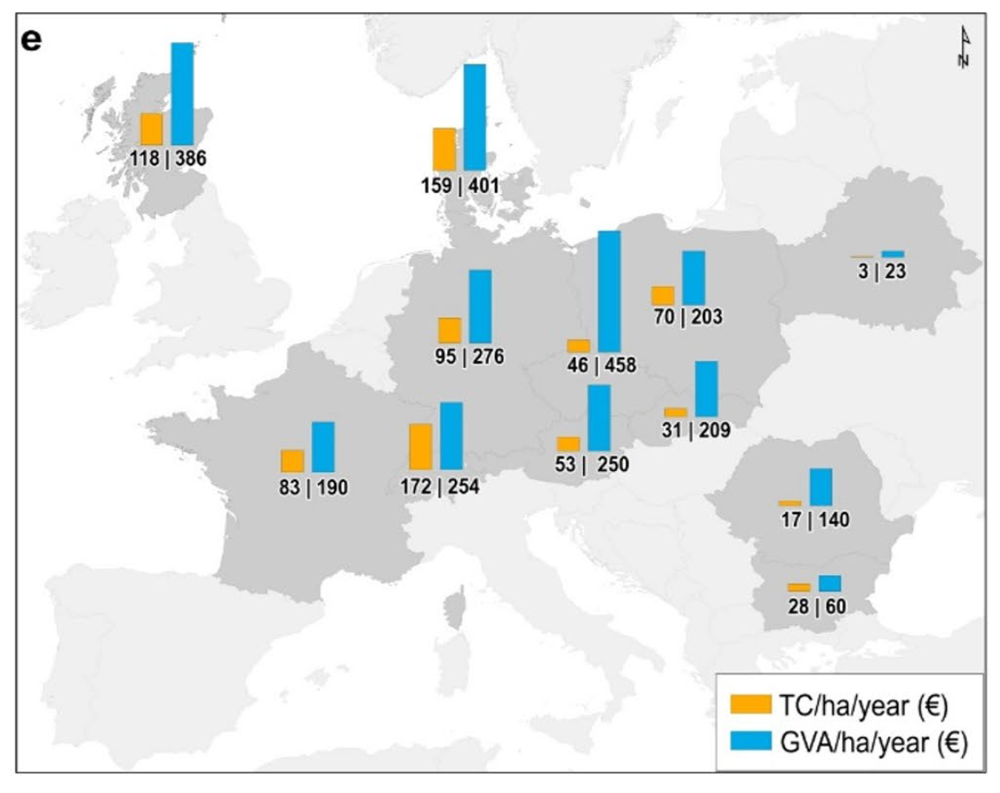 e
N
118 | 386
159 | 401
3 | 23
70 | 203
95 | 276
46 | 458
31 | 209
53 | 250
83 | 190
172 | 254
17 | 140
28 | 60
TC/ha/year (€)
GVA/ha/year (€)